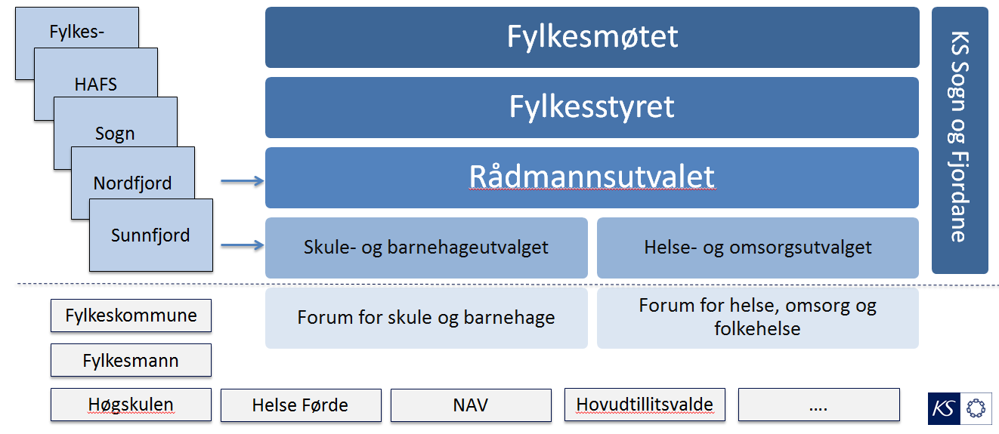 Fylkes-
HAFS
Sogn
Nordfjord
Sunnfjord
Fylkesmøtet
Fylkesstyret
Rådmannsutvalet
Skule- og barnehageutvalget
Helse- og omsorgsutvalget
KS Sogn og Fjordane
Forum for skule og barnehage
Forum for helse, omsorg og
folkehelse
Fylkeskommune
Fylkesmann
Høgskulen
Helse Førde
NAV
Hovudtillitsvalde
....
KS